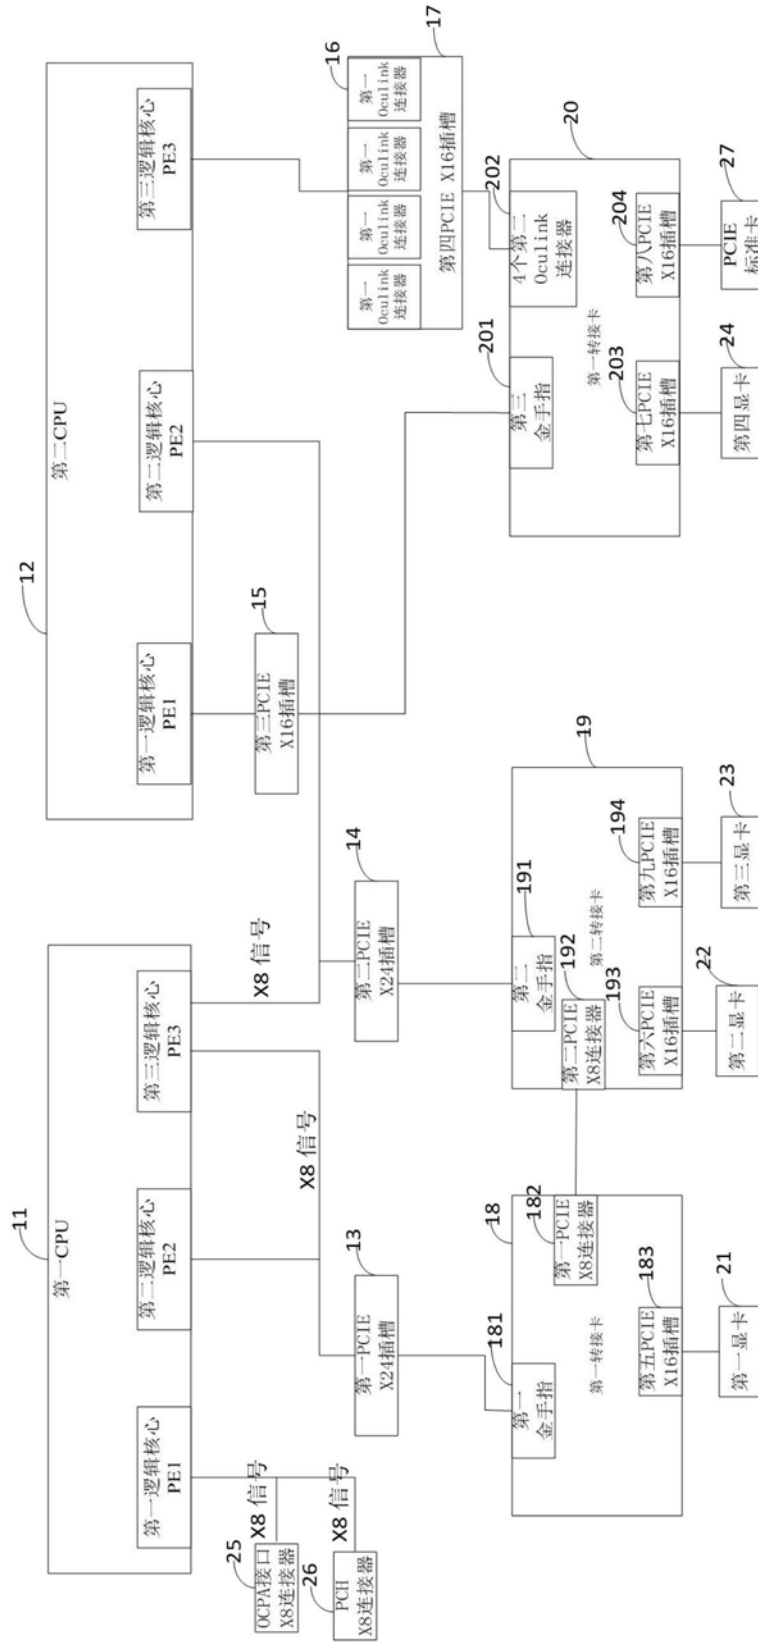 11
第一CPU
第一逻辑核心
PE1
第二逻辑核心
PE2
第三逻辑核心
PE3
12
第二CPU
第一逻辑核心
PE1
第二逻辑核心
PE2
第三逻辑核心
PE3
25
OCPA接口
X8连接器
X8 信号
26
PCH
X8连接器
X8 信号
X8 信号
X8 信号
13
第一PCIE
X24插槽
14
第二PCIE
X24插槽
15
第三PCIE
X16插槽
16
第一
Oculink
连接器
第一
Oculink
连接器
第一
Oculink
连接器
第一
Oculink
连接器
17
第四PCIE X16插槽
18
181
第一
金手指
182
第一PCIE
X8连接器
第一转接卡
183
第五PCIE
X16插槽
21
第一显卡
19
191
第二
金手指
192
第二PCIE
X8连接器
第二转接卡
193
第六PCIE
X16插槽
194
第九PCIE
X16插槽
22
第二显卡
23
第三显卡
20
201
第三
金手指
202
4个第二
Oculink
连接器
第一转接卡
203
第七PCIE
X16插槽
204
第八PCIE
X16插槽
24
第四显卡
27
PCIE
标准卡